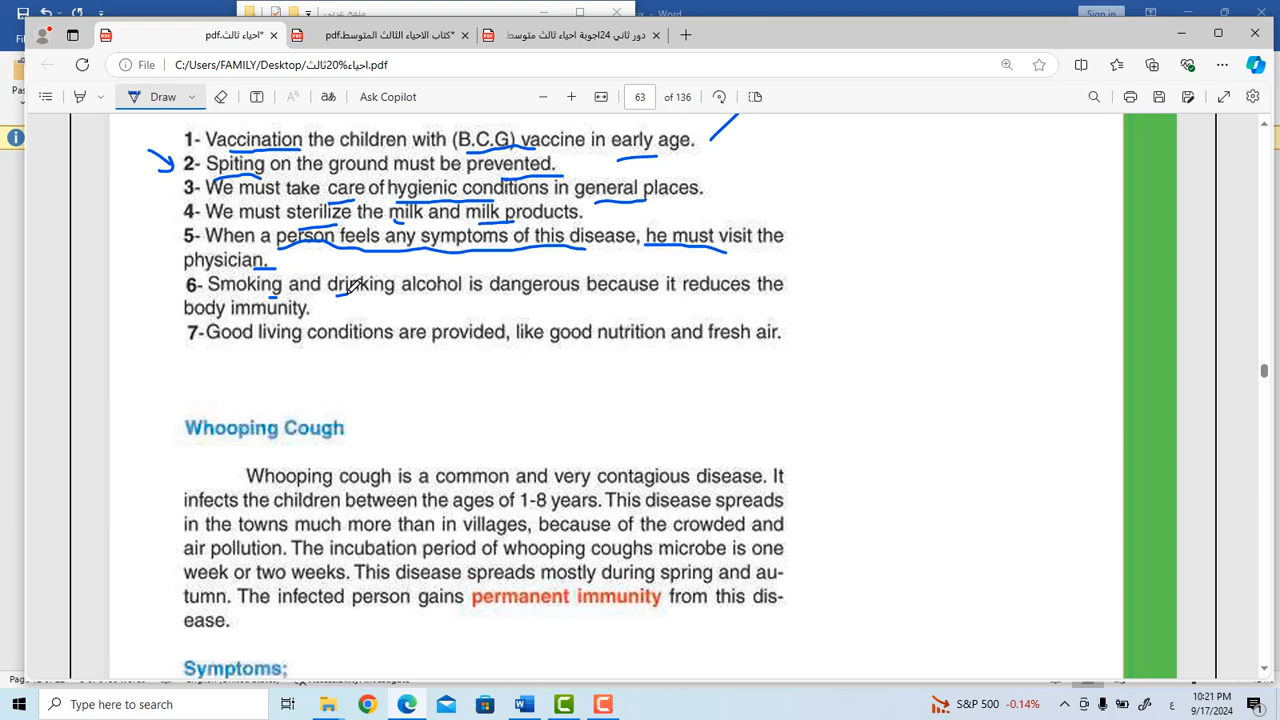 Sign in
احياء ثالث.pdf*
كتاب الاحياء الثالث المتوسط.pdf*
دور ثاني 24اجوبة احياء ثالث متوسط
File
C:/Users/FAMILY/Desktop/احياء%20ثالث.pdf
Draw
Ask Copilot
63 of 136
1- Vaccination the children with (B.C.G) vaccine in early age.
2- Spiting on the ground must be prevented.
3- We must take care of hygienic conditions in general places.
4- We must sterilize the milk and milk products.
5- When a person feels any symptoms of this disease, he must visit the
physician.
6- Smoking and drinking alcohol is dangerous because it reduces the
body immunity.
7-Good living conditions are provided, like good nutrition and fresh air.
Whooping Cough
Whooping cough is a common and very contagious disease. It
infects the children between the ages of 1-8 years. This disease spreads
in the towns much more than in villages, because of the crowded and
air pollution. The incubation period of whooping coughs microbe is one
week or two weeks. This disease spreads mostly during spring and au-
tumn. The infected person gains permanent immunity from this dis-
ease.
Symptoms;
Type here to search
S&P 500 -0.14%
ع
10:21 PM
9/17/2024